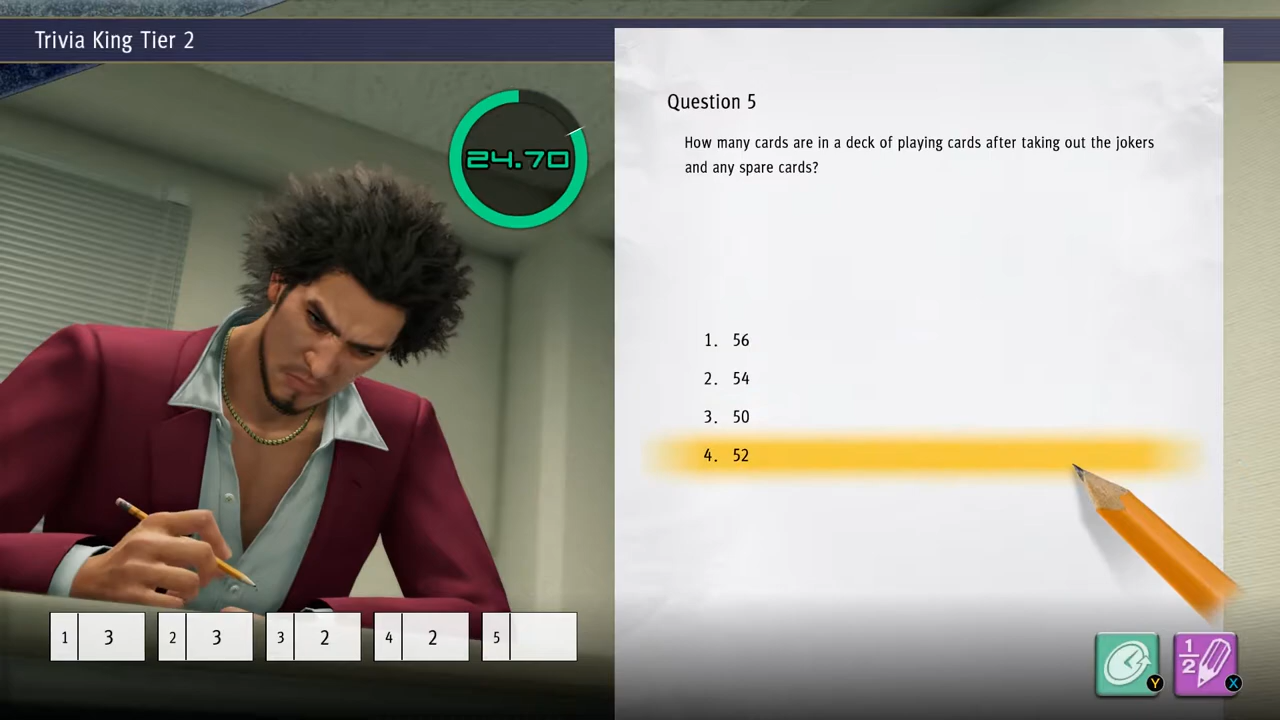 Trivia King Tier 2
24.70
Question 5
How many cards are in a deck of playing cards after taking out the jokers
and any spare cards?
1. 56
2. 54
3. 50
4. 52
1 3 2 3 3 2 4 2 5
1/2
Y X